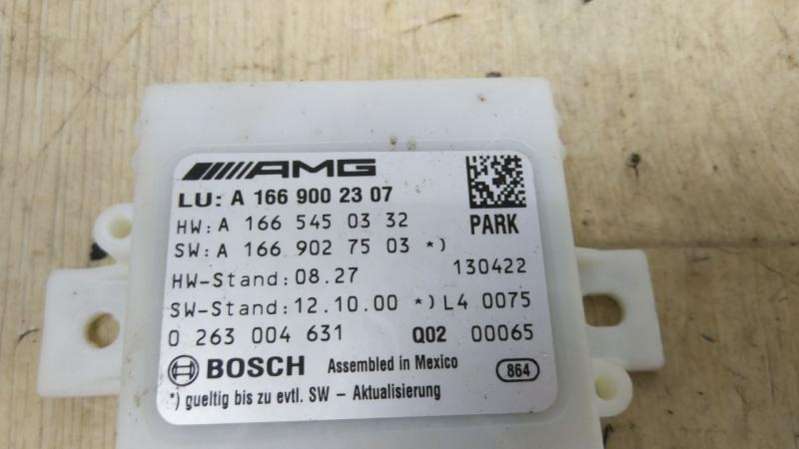 AMG
LU: A 166 900 23 07
HW: A 166 545 03 32
PARK
SW: A 166 902 75 03 *)
HW-Stand: 08.27
130422
SW-Stand: 12.10.00 *) L4 0075
0 263 004 631 Q02 00065
BOSCH Assembled in Mexico 864
*) gueltig bis zu evtl. SW - Aktualisierung